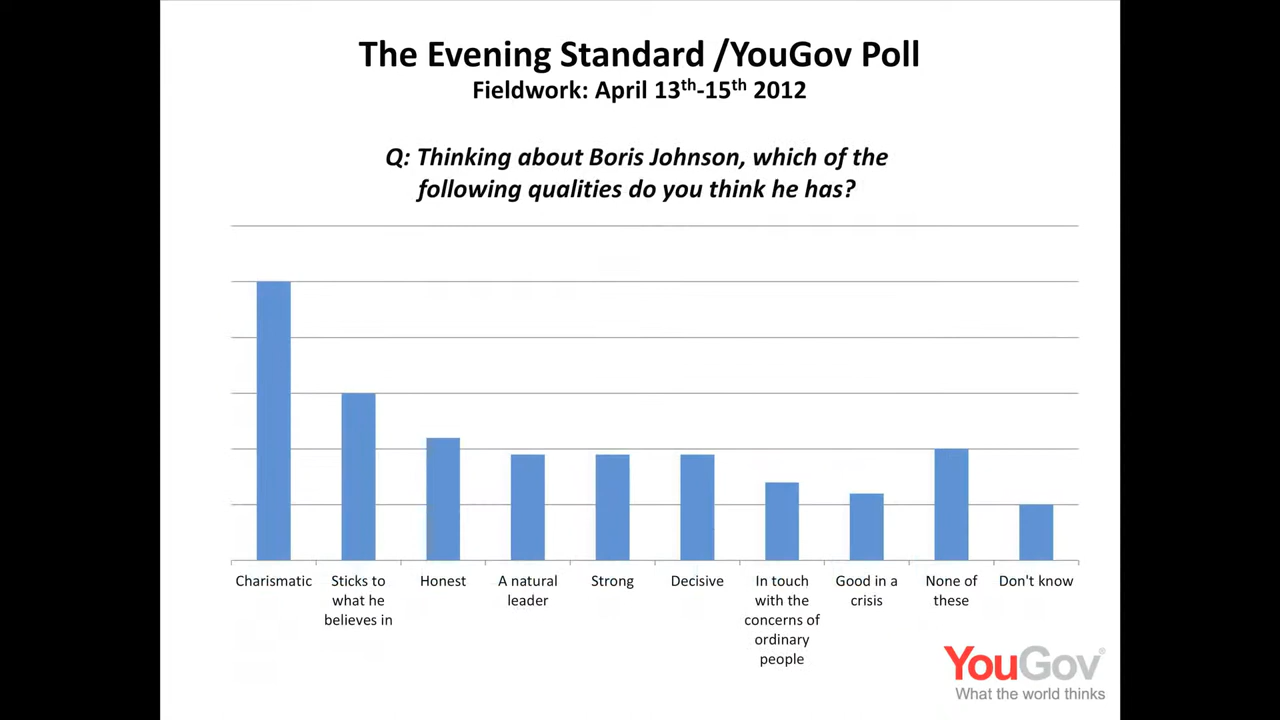 The Evening Standard /YouGov Poll
Fieldwork: April 13th-15th 2012
Q: Thinking about Boris Johnson, which of the
following qualities do you think he has?
Charismatic
Sticks to
what he
believes in
Honest
A natural
leader
Strong
Decisive
In touch
with the
concerns of
ordinary
people
Good in a
crisis
None of
these
Don't know
YouGov®
What the world thinks